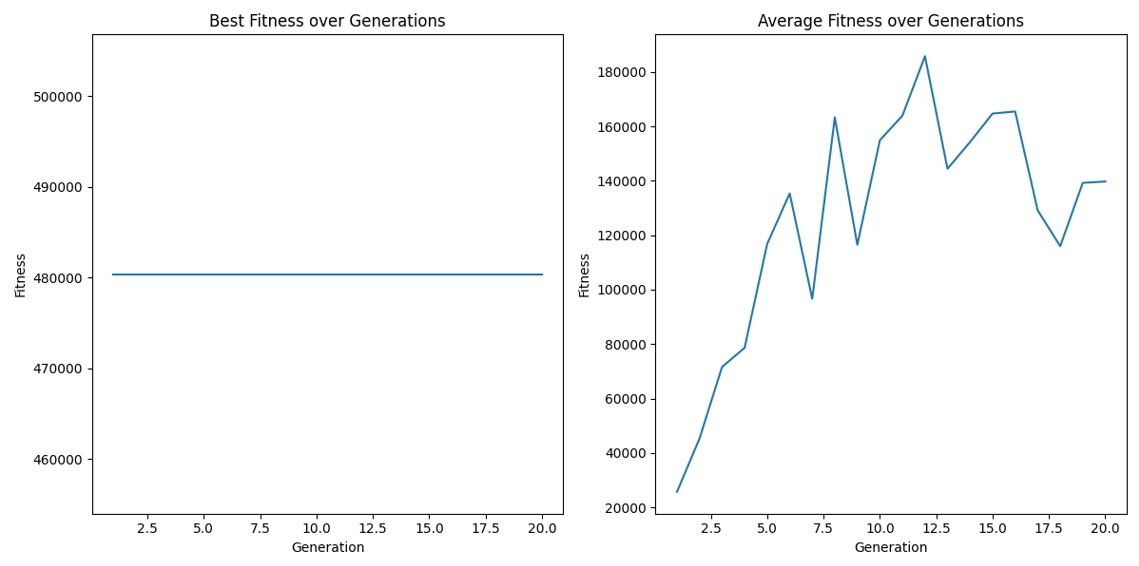 Best Fitness over Generations
500000
490000
480000
470000
460000
Fitness
2.5 5.0 7.5 10.0 12.5 15.0 17.5 20.0
Generation
Average Fitness over Generations
180000
160000
140000
120000
100000
80000
60000
40000
20000
Fitness
2.5 5.0 7.5 10.0 12.5 15.0 17.5 20.0
Generation